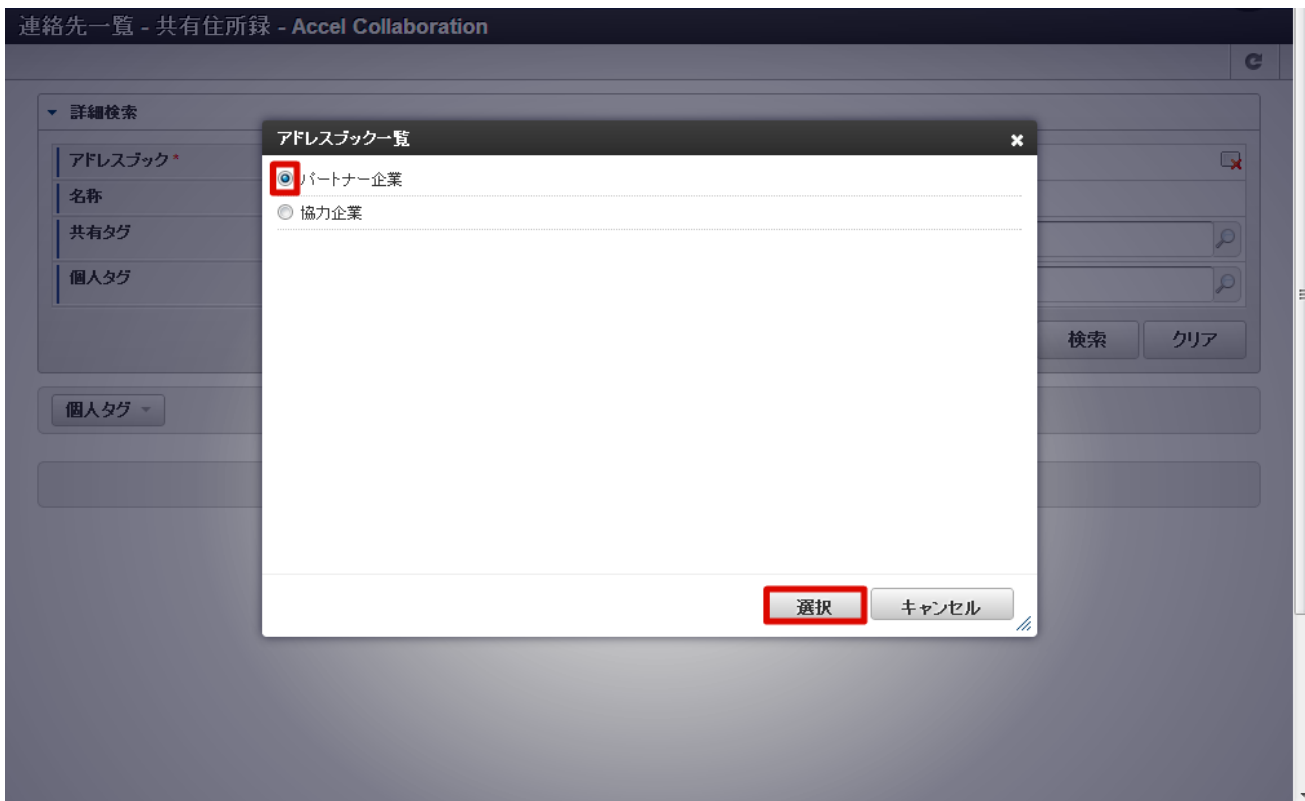 連絡先一覧 - 共有住所録 - Accel Collaboration
詳細検索
アドレスブック*
名称
共有タグ
個人タグ
検索 クリア
個人タグ
アドレスブック一覧
パートナー企業
協力企業
選択 キャンセル